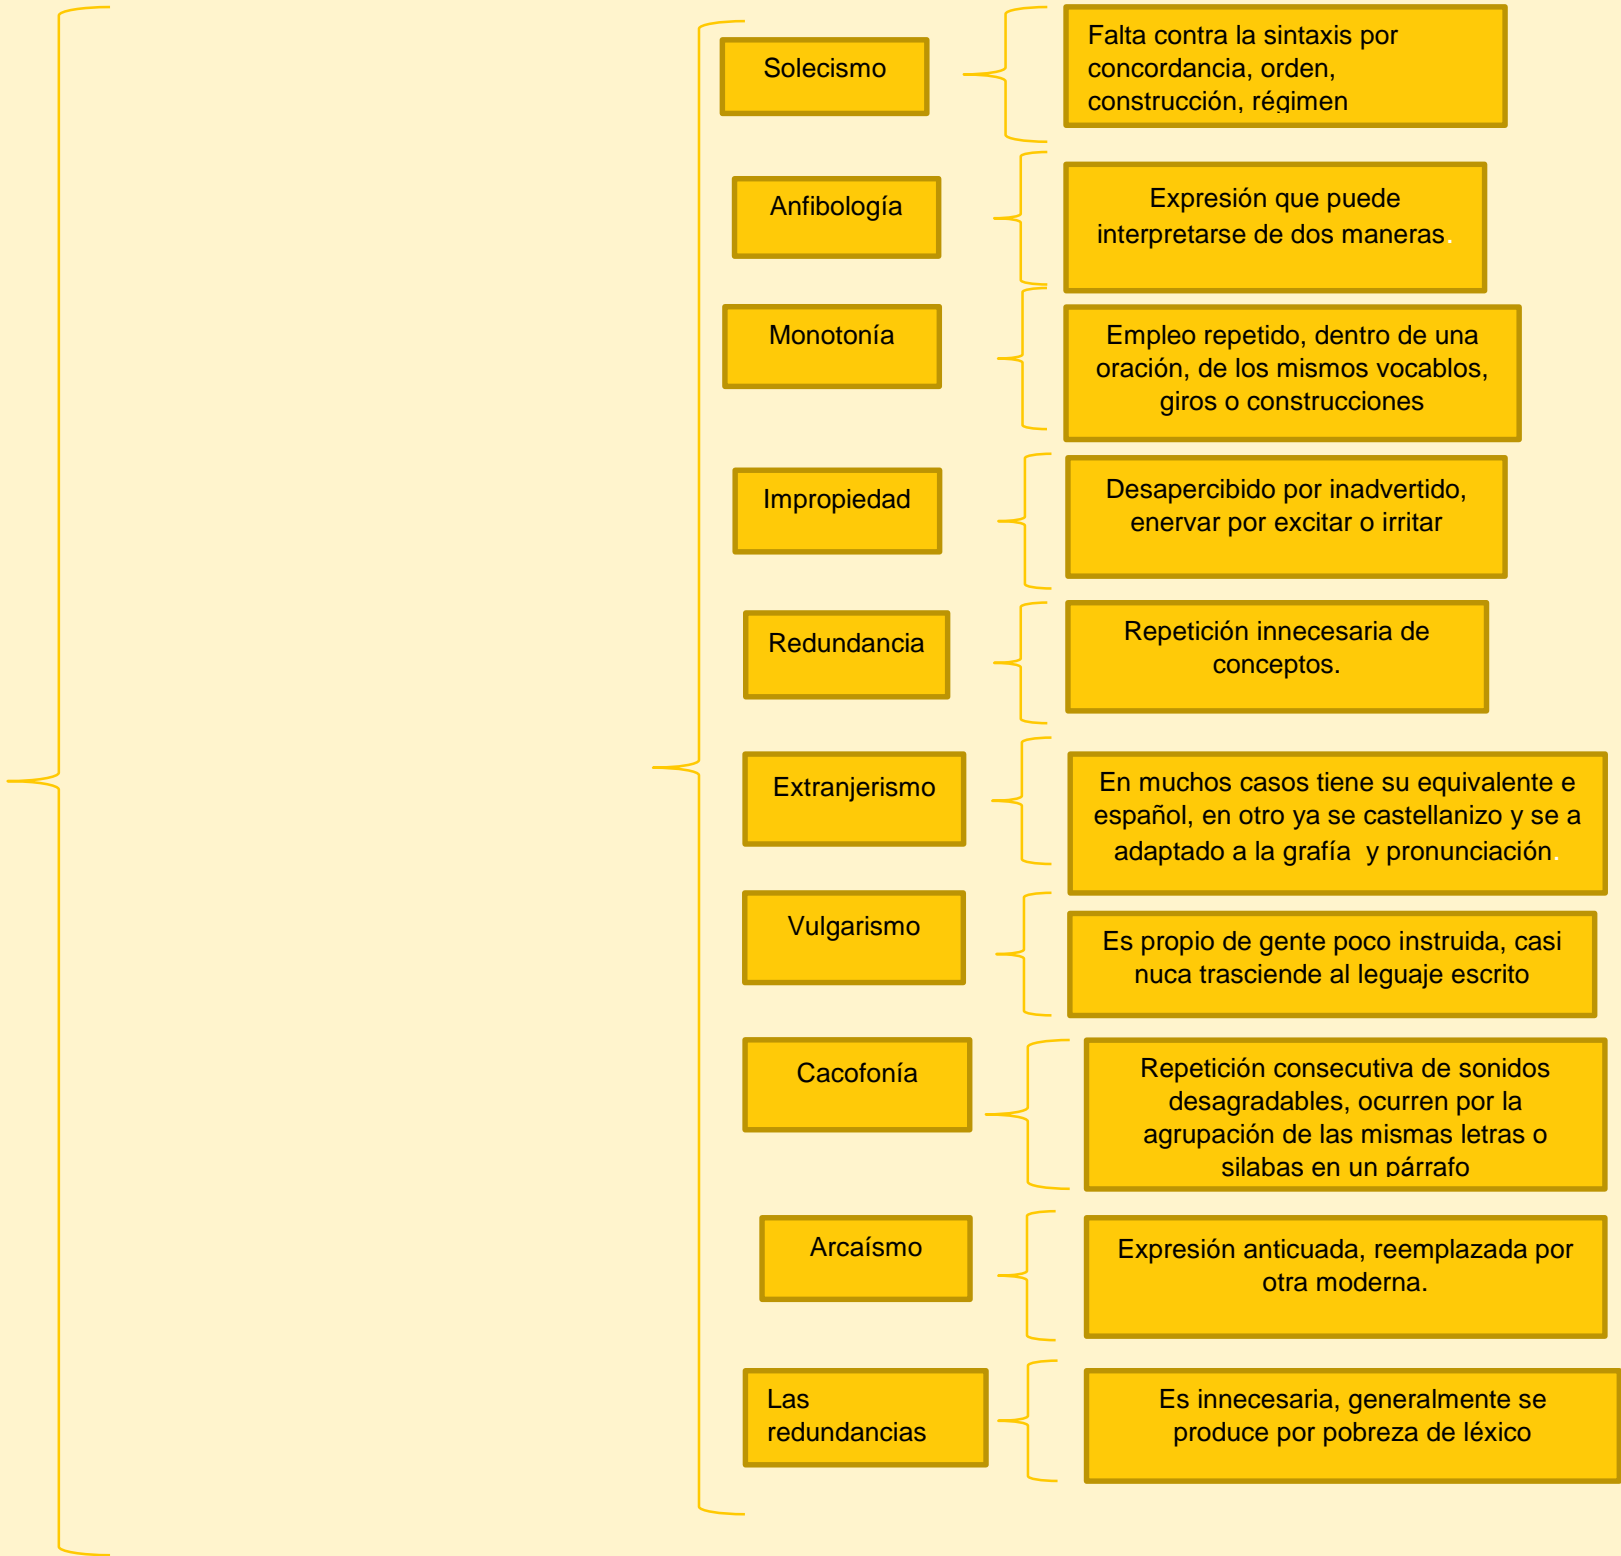 Solecismo
Falta contra la sintaxis por
concordancia, orden,
construcción, régimen
Anfibología
Expresión que puede
interpretarse de dos maneras.
Monotonía
Empleo repetido, dentro de una
oración, de los mismos vocablos,
giros o construcciones
Impropiedad
Desapercibido por inadvertido,
enervar por excitar o irritar
Redundancia
Repetición innecesaria de
conceptos.
Extranjerismo
En muchos casos tiene su equivalente e
español, en otro ya se castellanizo y se a
adaptado a la grafía y pronunciación.
Vulgarismo
Es propio de gente poco instruida, casi
nuca trasciende al leguaje escrito
Cacofonía
Repetición consecutiva de sonidos
desagradables, ocurren por la
agrupación de las mismas letras o
silabas en un párrafo
Arcaísmo
Expresión anticuada, reemplazada por
otra moderna.
Las
redundancias
Es innecesaria, generalmente se
produce por pobreza de léxico